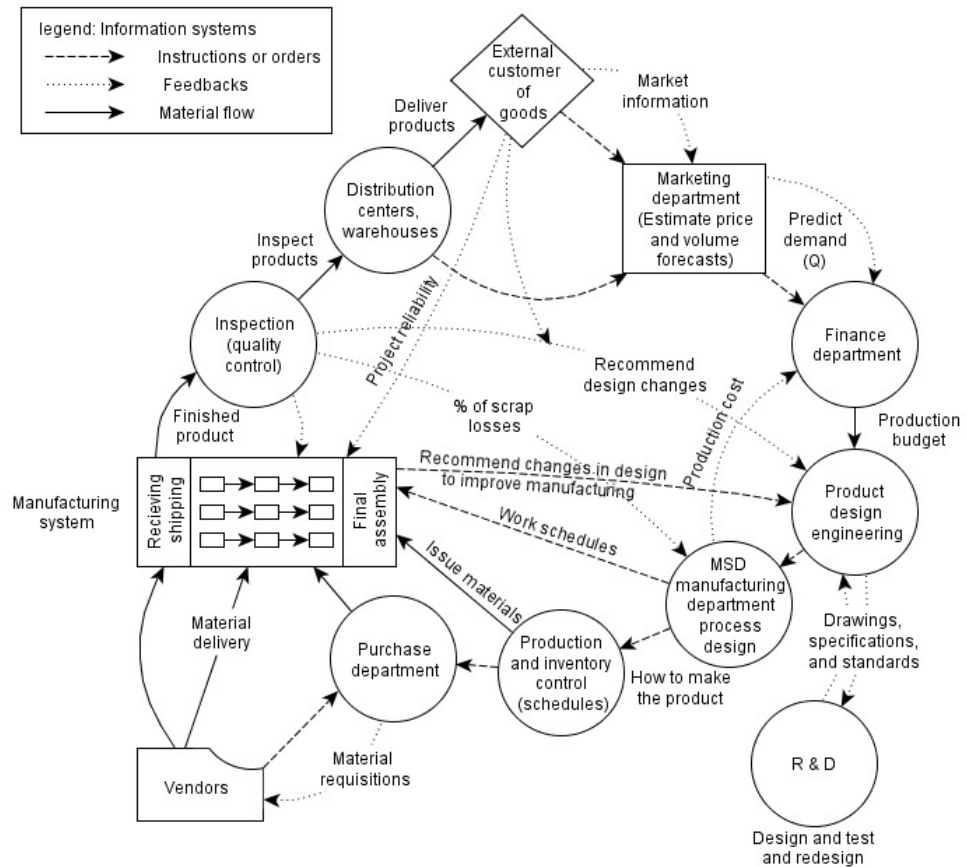 legend: Information systems
Instructions or orders
Feedbacks
Material flow
External
customer
of
goods
Market
information
Deliver
products
Distribution
centers,
warehouses
Marketing
department
(Estimate price
and volume
forecasts)
Predict
demand
(Q)
Inspect
products
Inspection
(quality
control)
Project reliability
Finance
department
Recommend
design changes
Production cost
Production
budget
% of scrap
losses
Finished
product
Manufacturing
system
Recieving
shipping
Final
assembly
Recommend changes in design
to improve manufacturing
Product
design
engineering
Work schedules
Issue materials
MSD
manufacturing
department
process
design
Material
delivery
Purchase
department
Production
and inventory
control
(schedules)
How to make
the product
Drawings,
specifications,
and standards
Vendors
Material
requisitions
R & D
Design and test
and redesign